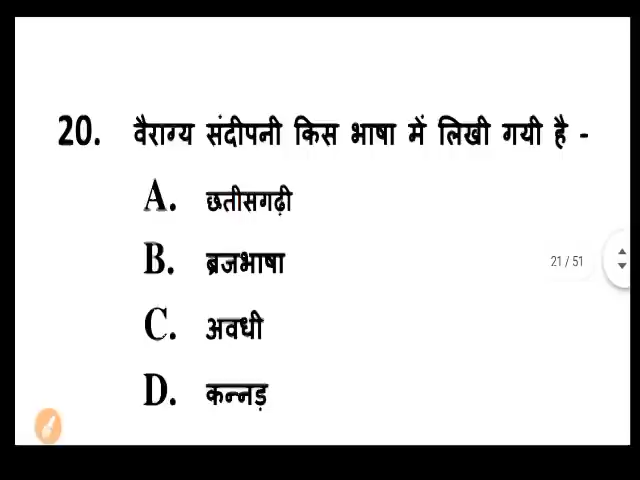 20. वैराग्य संदीपनी किस भाषा में लिखी गयी है -
A. छतीसगढ़ी
B. ब्रजभाषा
21 / 51
C. अवधी
D. कन्नड़